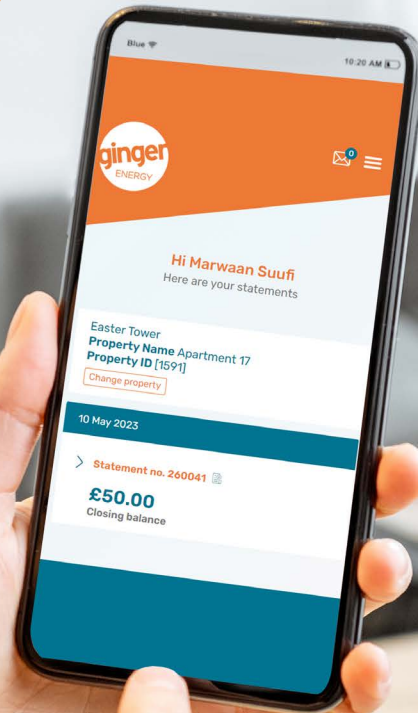 Blue
10:20 AM
ginger
ENERGY
0
Hi Marwaan Suufi
Here are your statements
Easter Tower
Property Name Apartment 17
Property ID [1591]
Change property
10 May 2023
Statement no. 260041
£50.00
Closing balance